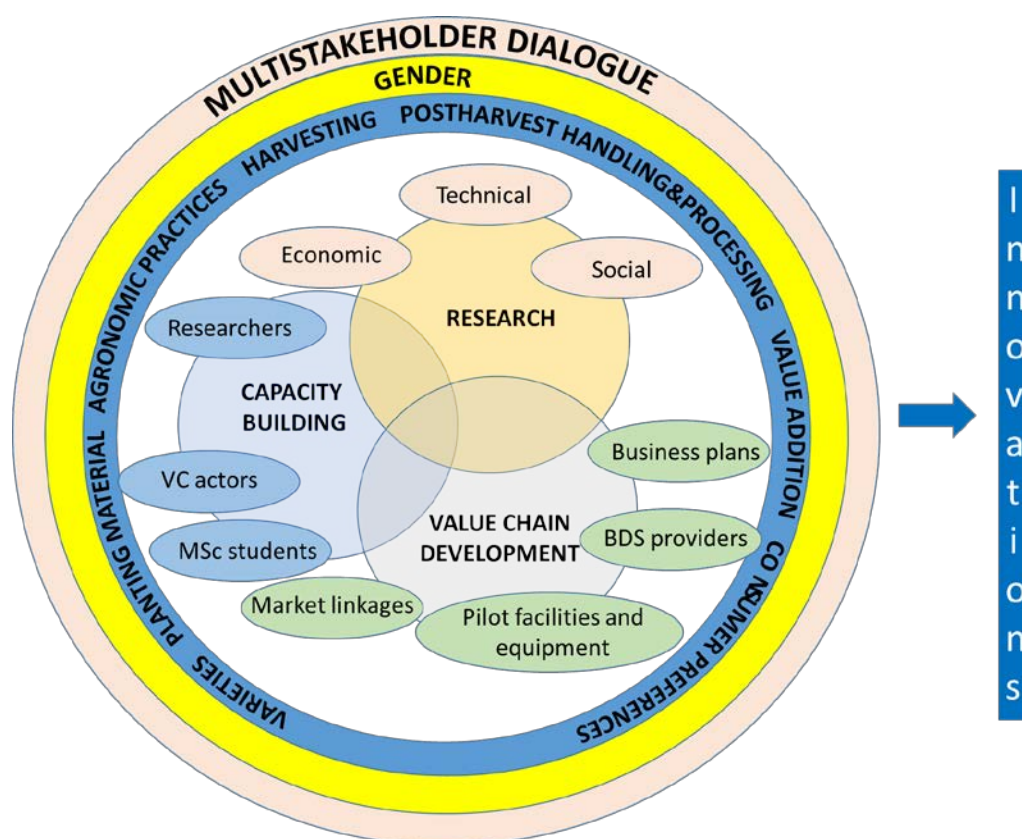 MULTISTAKEHOLDER DIALOGUE
GENDER
VARIETIES PLANTING MATERIAL AGRONOMIC PRACTICES HARVESTING POSTHARVEST HANDLING&PROCESSING VALUE ADDITION CONSUMER PREFERENCES
Technical
Economic
Social
RESEARCH
Researchers
CAPACITY
BUILDING
VC actors
MSc students
Business plans
BDS providers
VALUE CHAIN
DEVELOPMENT
Market linkages
Pilot facilities and
equipment
I
n
n
o
v
a
t
i
o
n
s